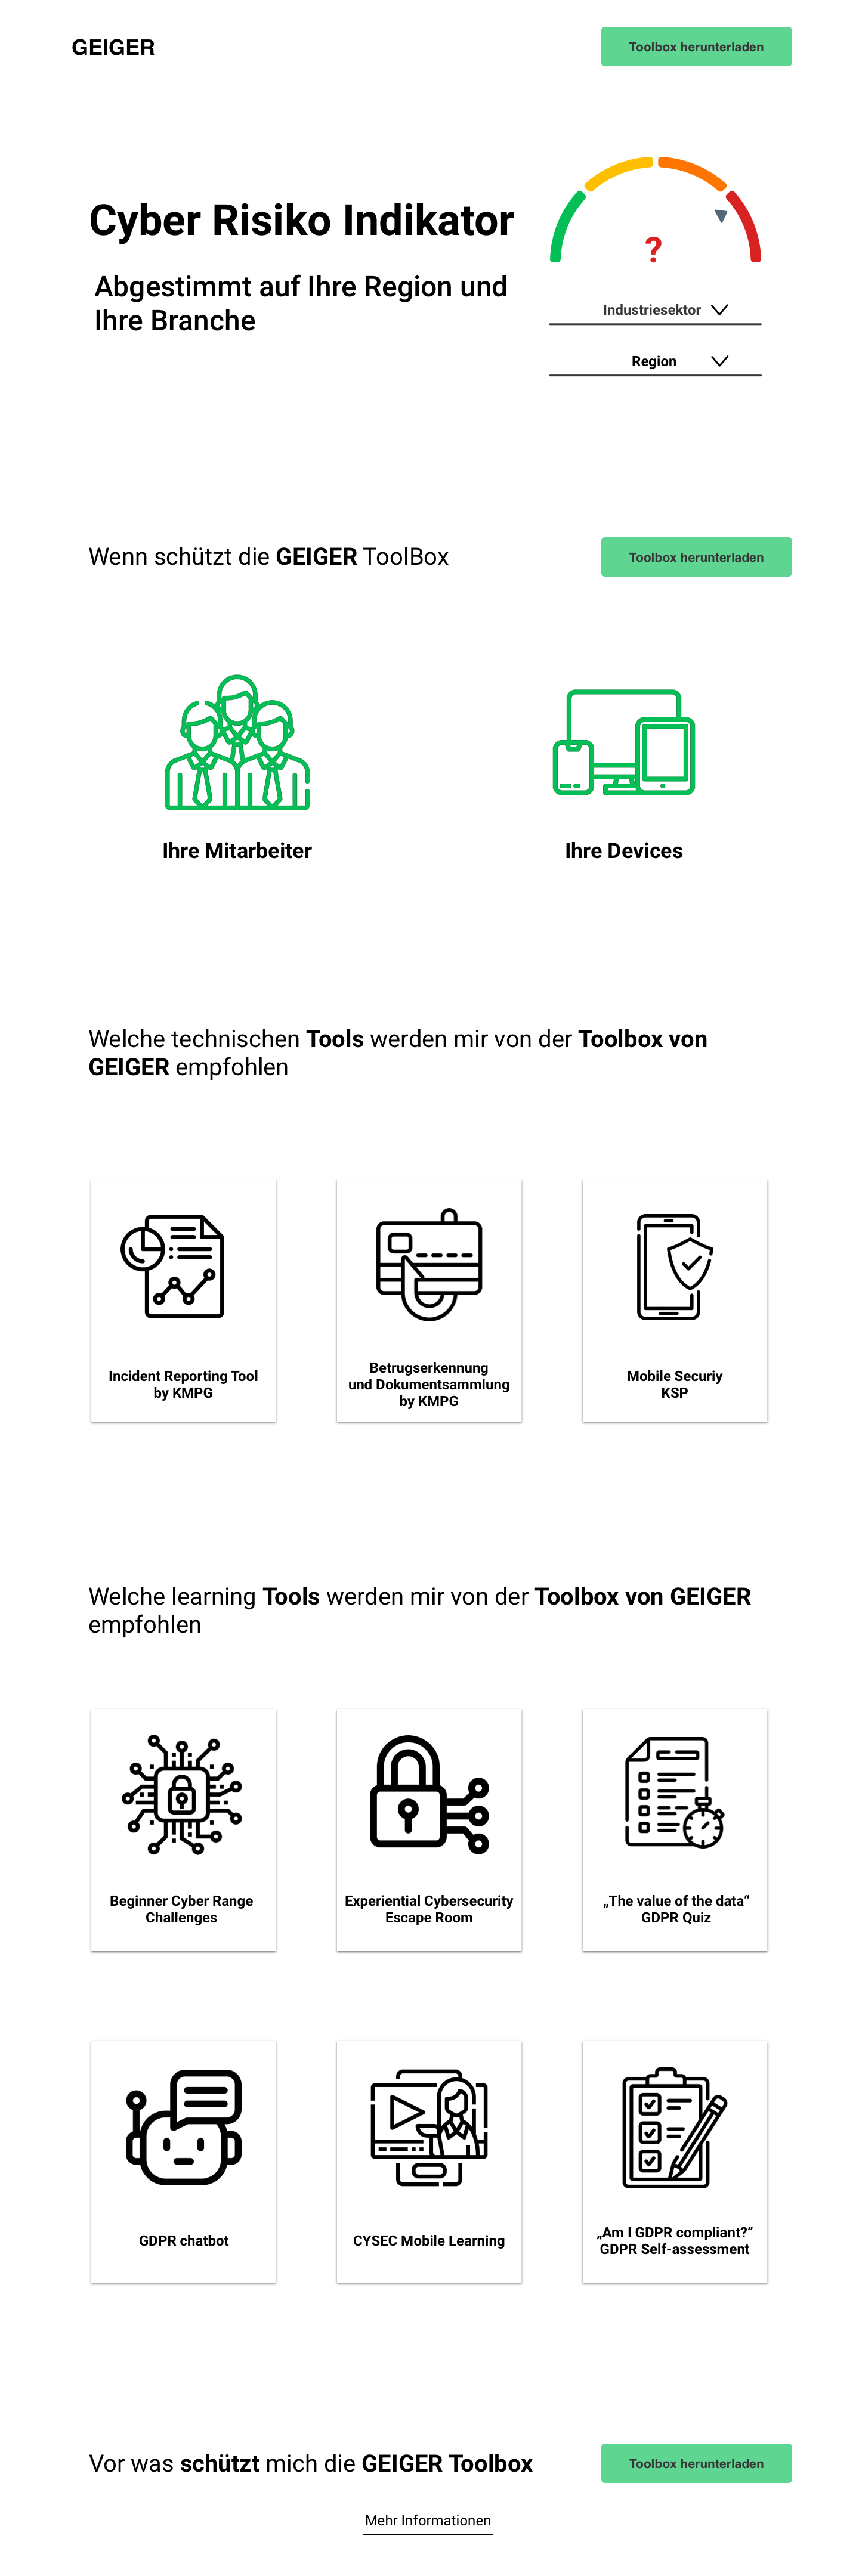 GEIGER
Toolbox herunterladen
Cyber Risiko Indikator
Abgestimmt auf Ihre Region und
Ihre Branche
?
Industriesektor
Region
Wenn schützt die GEIGER ToolBox
Toolbox herunterladen
Ihre Mitarbeiter
Ihre Devices
Welche technischen Tools werden mir von der Toolbox von
GEIGER empfohlen
Incident Reporting Tool
by KMPG
Betrugserkennung
und Dokumentsammlung
by KMPG
Mobile Securiy
KSP
Welche learning Tools werden mir von der Toolbox von GEIGER
empfohlen
Beginner Cyber Range
Challenges
Experiential Cybersecurity
Escape Room
„The value of the data“
GDPR Quiz
GDPR chatbot
CYSEC Mobile Learning
„Am I GDPR compliant?”
GDPR Self-assessment
Vor was schützt mich die GEIGER Toolbox
Toolbox herunterladen
Mehr Informationen